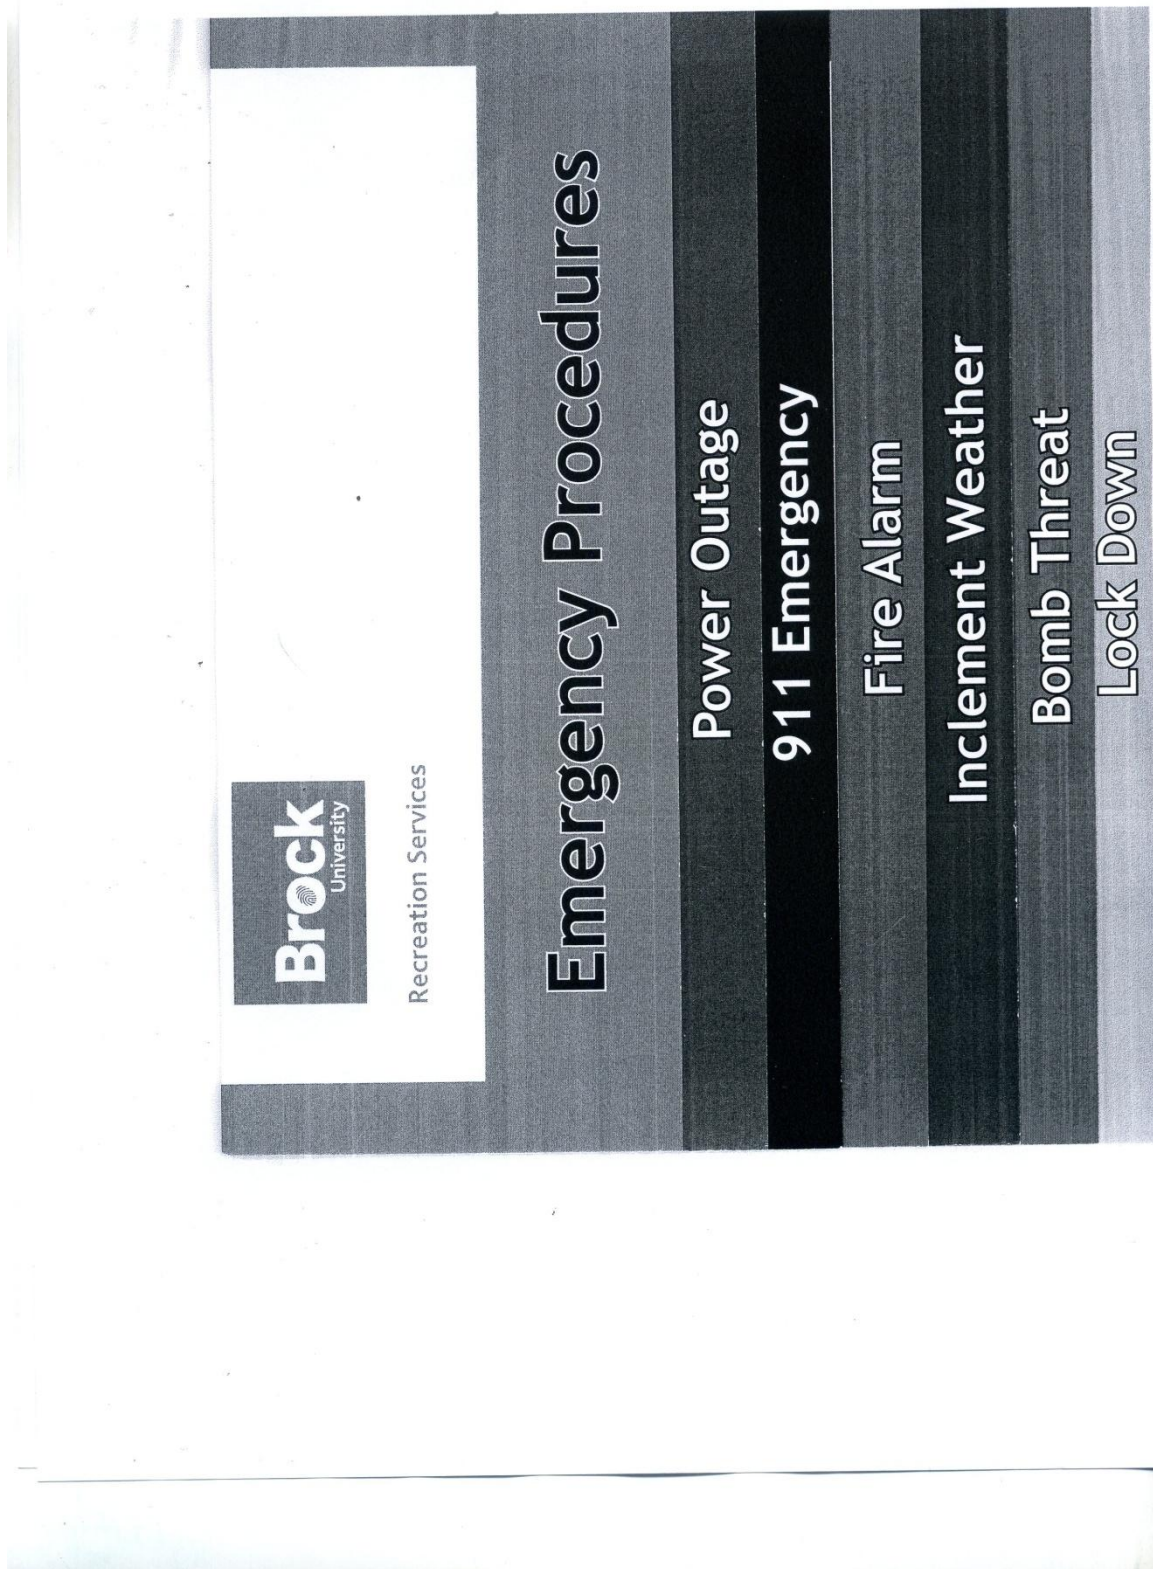 Brock
University
Recreation Services
Emergency Procedures
Power Outage
911 Emergency
Fire Alarm
Inclement Weather
Bomb Threat
Lock Down